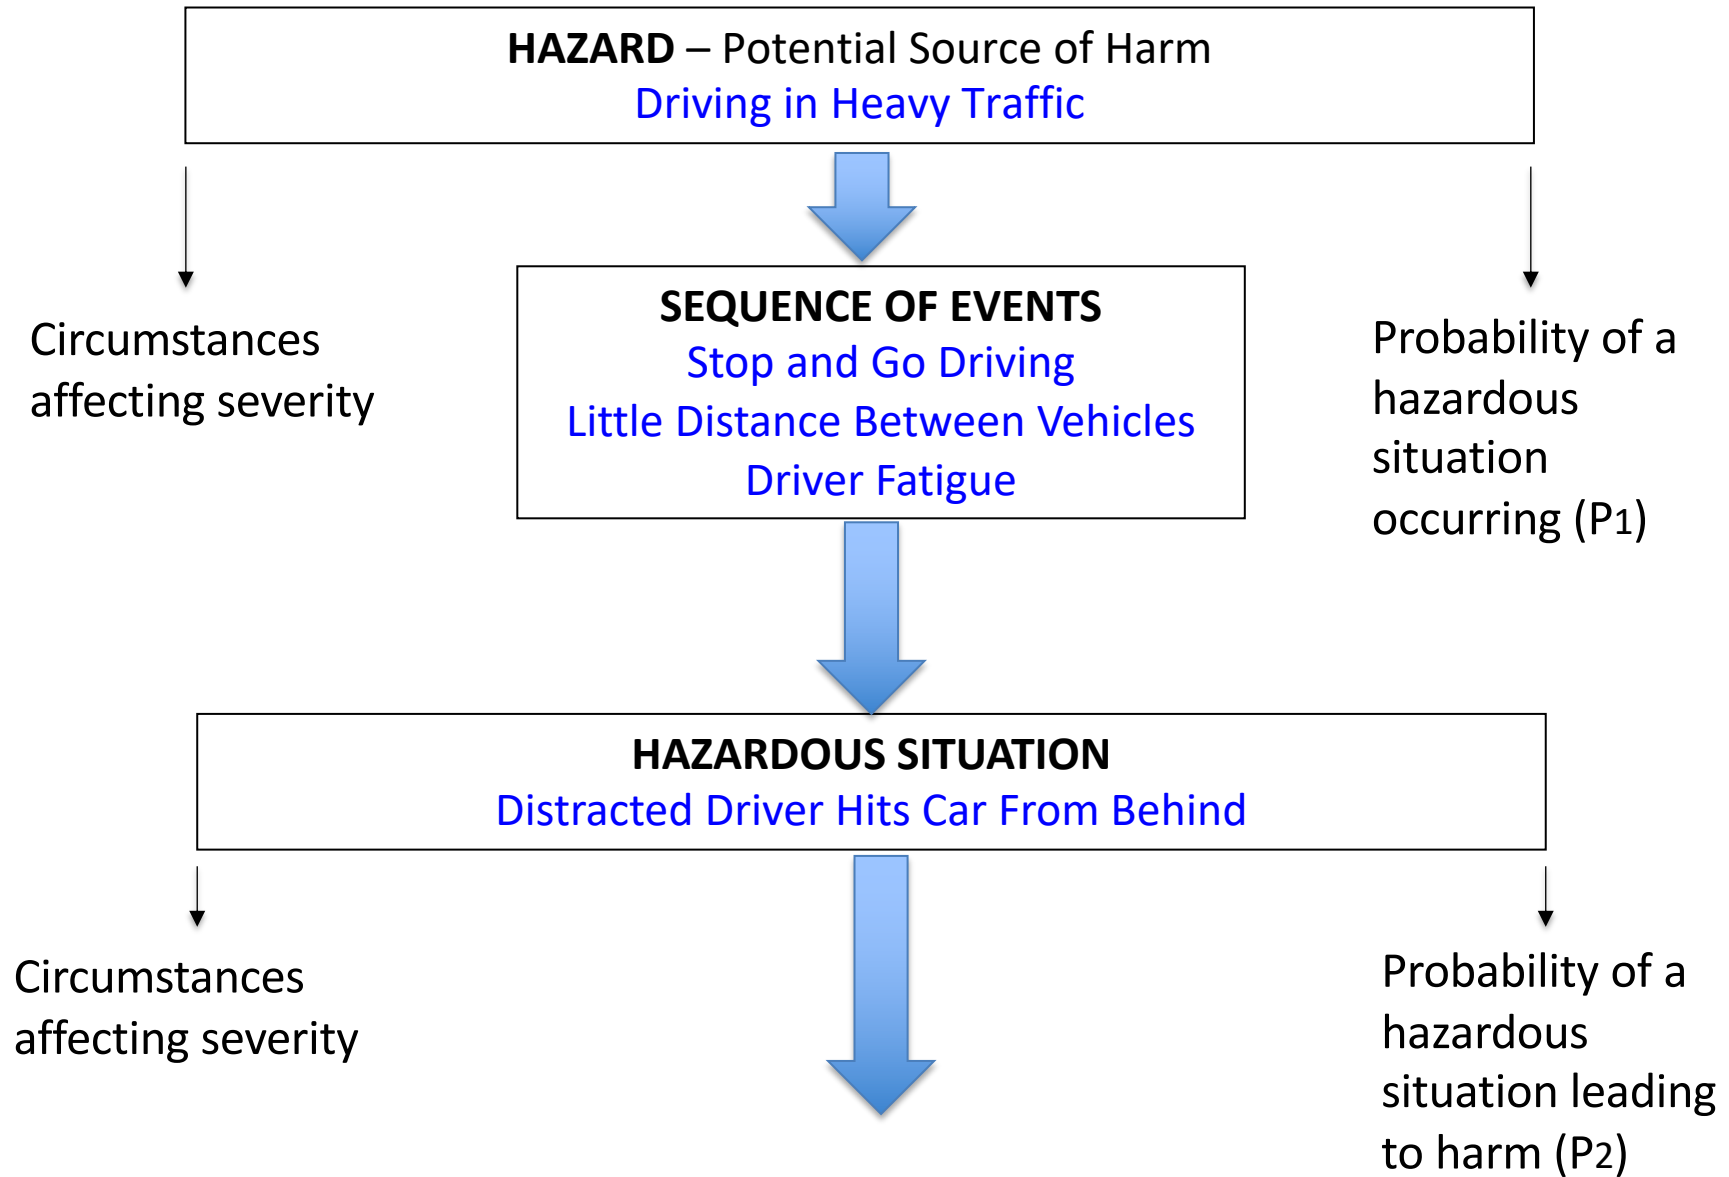 HAZARD – Potential Source of Harm
Driving in Heavy Traffic
Circumstances
affecting severity
SEQUENCE OF EVENTS
Stop and Go Driving
Little Distance Between Vehicles
Driver Fatigue
Probability of a
hazardous
situation
occurring (P1)
HAZARDOUS SITUATION
Distracted Driver Hits Car From Behind
Circumstances
affecting severity
Probability of a
hazardous
situation leading
to harm (P2)